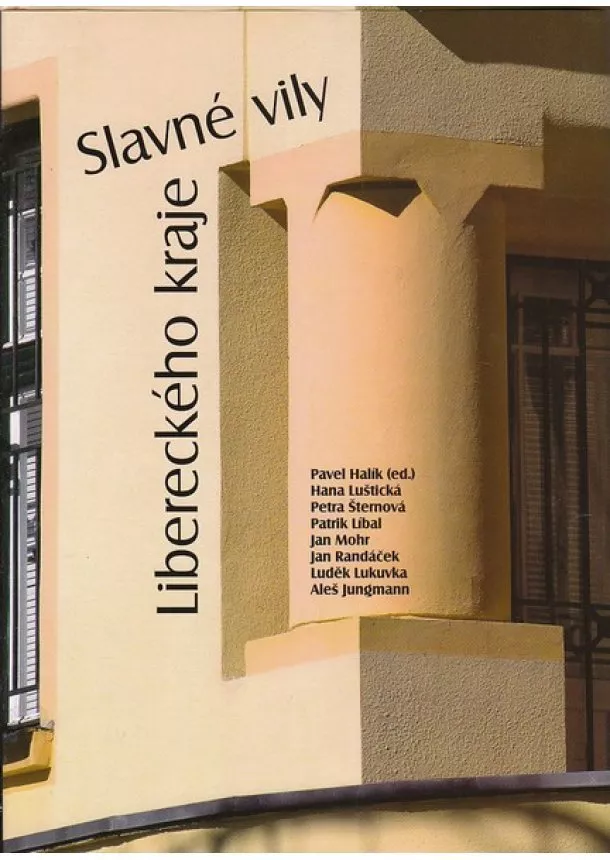 Slavné vily
Libereckého kraje
Pavel Halík (ed.)
Hana Luštická
Petra Šternová
Patrik Líbal
Jan Mohr
Jan Randáček
Luděk Lukuvka
Aleš Jungmann